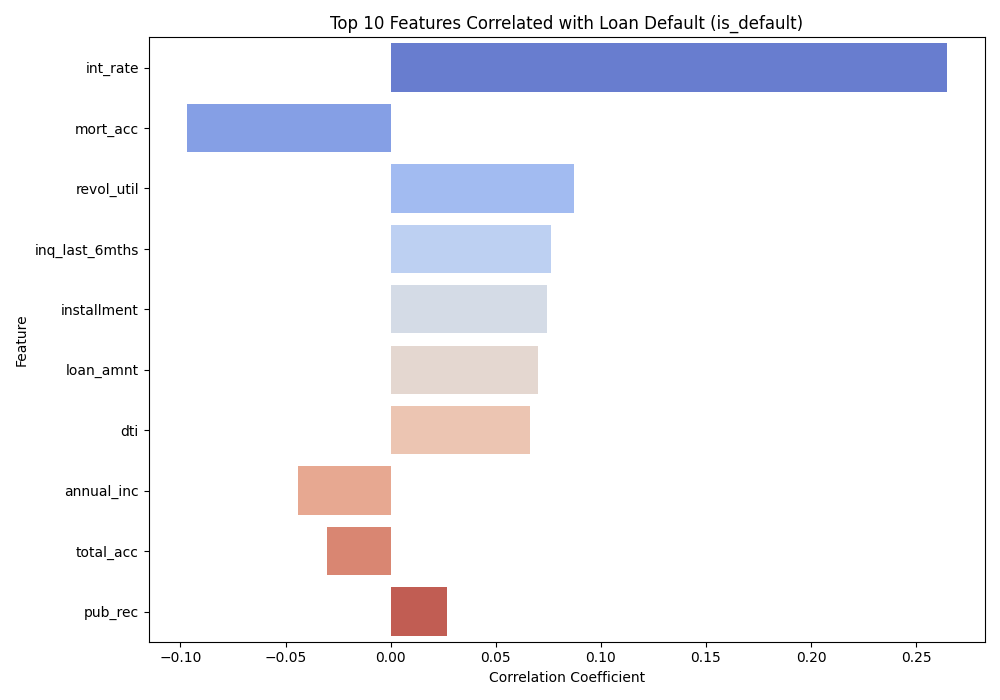 Top 10 Features Correlated with Loan Default (is_default)
int_rate
mort_acc
revol_util
inq_last_6mths
installment
loan_amnt
dti
annual_inc
total_acc
pub_rec
Feature
−0.10 −0.05 0.00 0.05 0.10 0.15 0.20 0.25
Correlation Coefficient